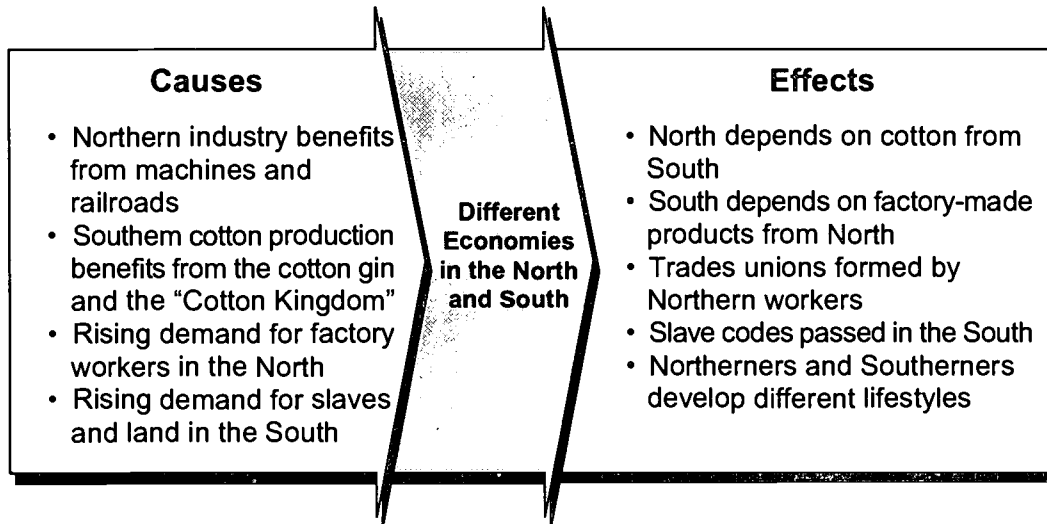 Causes
• Northern industry benefits
from machines and
railroads
• Southem cotton production
benefits from the cotton gin
and the “Cotton Kingdom”
• Rising demand for factory
workers in the North
• Rising demand for slaves
and land in the South
Different
Economies
in the North
and South
Effects
• North depends on cotton from
South
• South depends on factory-made
products from North
• Trades unions formed by
Northern workers
• Slave codes passed in the South
• Northerners and Southerners
develop different lifestyles